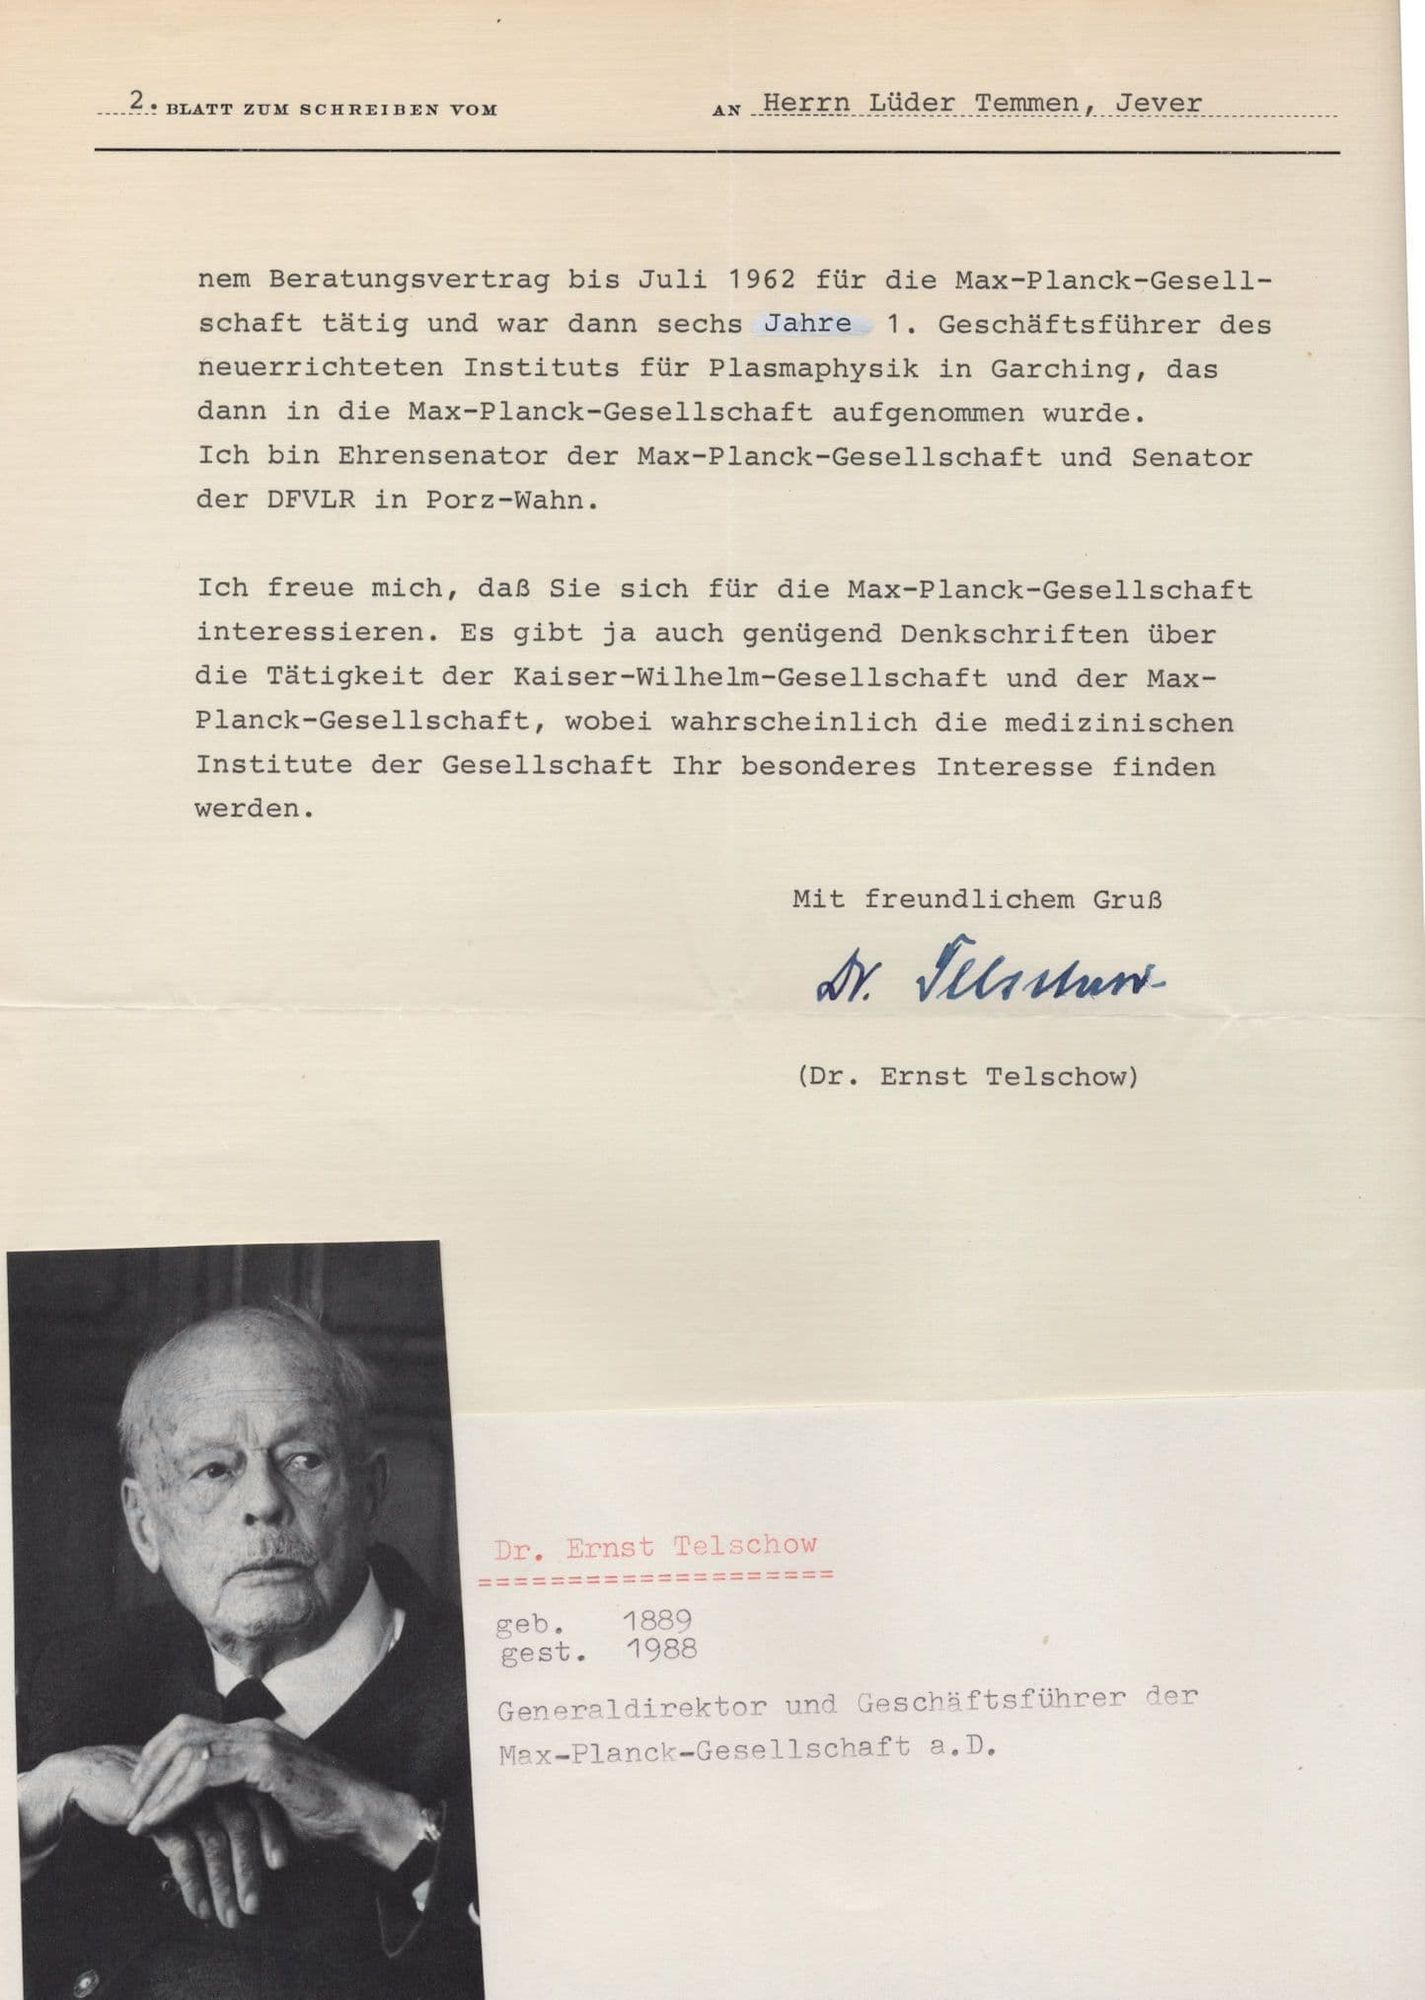 2. BLATT ZUM SCHREIBEN VOM AN Herrn Lüder Temmen, Jever
nem Beratungsvertrag bis Juli 1962 für die Max-Planck-Gesell-
schaft tätig und war dann sechs Jahre 1. Geschäftsführer des
neuerrichteten Instituts für Plasmaphysik in Garching, das
dann in die Max-Planck-Gesellschaft aufgenommen wurde.
Ich bin Ehrensenator der Max-Planck-Gesellschaft und Senator
der DFVLR in Porz-Wahn.
Ich freue mich, daß Sie sich für die Max-Planck-Gesellschaft
interessieren. Es gibt ja auch genügend Denkschriften über
die Tätigkeit der Kaiser-Wilhelm-Gesellschaft und der Max-
Planck-Gesellschaft, wobei wahrscheinlich die medizinischen
Institute der Gesellschaft Ihr besonderes Interesse finden
werden.
Mit freundlichem Gruß
Dr. Telschow
(Dr. Ernst Telschow)
Dr. Ernst Telschow
====================
geb. 1889
gest. 1988
Generaldirektor und Geschäftsführer der
Max-Planck-Gesellschaft a.D.